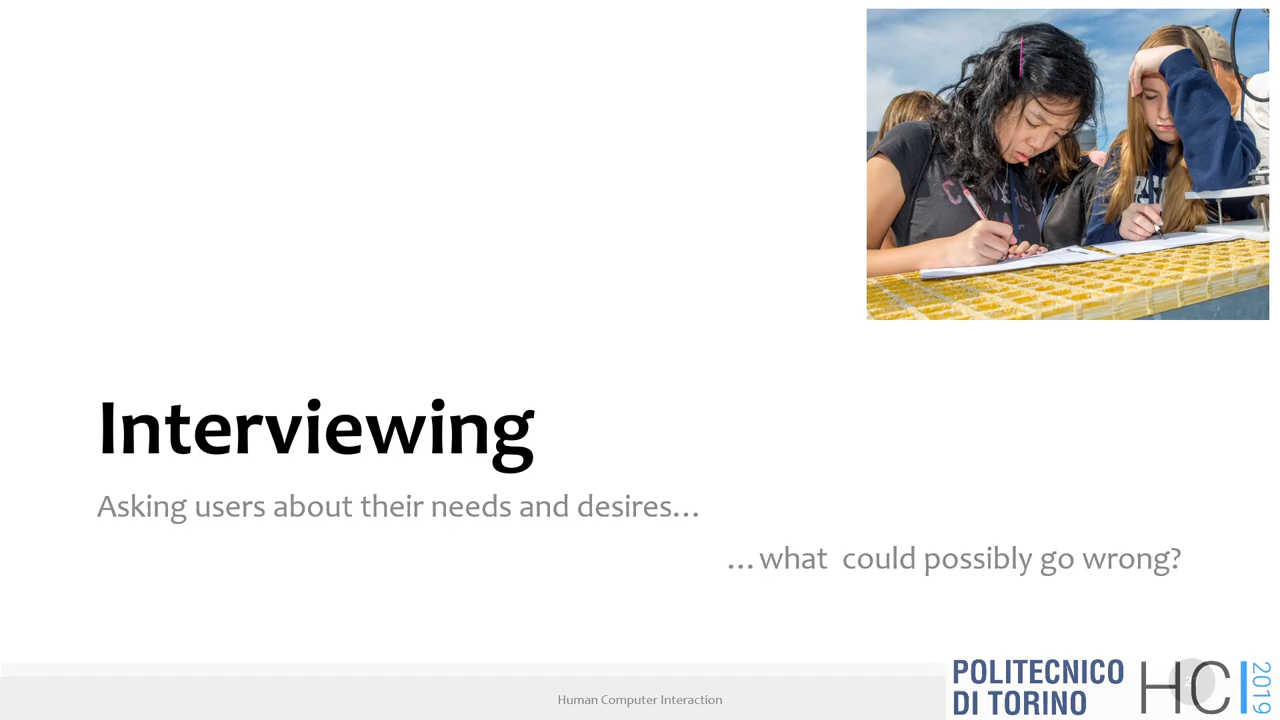 Interviewing
Asking users about their needs and desires…
…what could possibly go wrong?
Human Computer Interaction
POLITECNICO
DI TORINO
HCI
2019